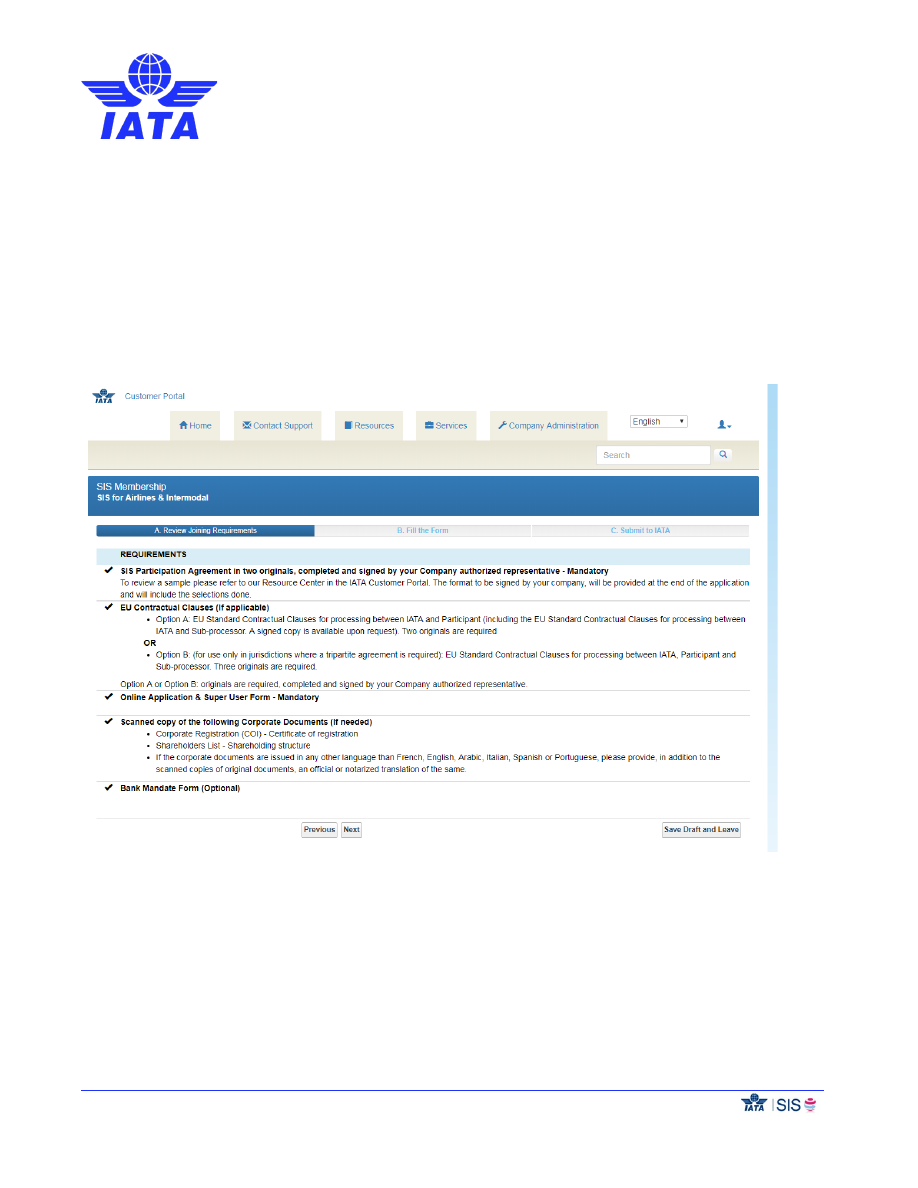 IATA
IATA Customer Portal
Home Contact Support Resources Services Company Administration English
Search
SIS Membership
SIS for Airlines & Intermodal
A. Review Joining Requirements B. Fill the Form C. Submit to IATA
REQUIREMENTS
SIS Participation Agreement in two originals, completed and signed by your Company authorized representative - Mandatory
To review a sample please refer to our Resource Center in the IATA Customer Portal. The format to be signed by your company, will be provided at the end of the application
and will include the selections done.
EU Contractual Clauses (If applicable)
• Option A: EU Standard Contractual Clauses for processing between IATA and Participant (including the EU Standard Contractual Clauses for processing between
IATA and Sub-processor. A signed copy is available upon request). Two originals are required
OR
• Option B: (for use only in jurisdictions where a tripartite agreement is required): EU Standard Contractual Clauses for processing between IATA, Participant and
Sub-processor. Three originals are required.
Option A or Option B: originals are required, completed and signed by your Company authorized representative.
Online Application & Super User Form - Mandatory
Scanned copy of the following Corporate Documents (If needed)
• Corporate Registration (COI) - Certificate of registration
• Shareholders List - Shareholding structure
• If the corporate documents are issued in any other language than French, English, Arabic, Italian, Spanish or Portuguese, please provide, in addition to the
scanned copies of original documents, an official or notarized translation of the same.
Bank Mandate Form (Optional)
Previous Next Save Draft and Leave
IATA | SIS